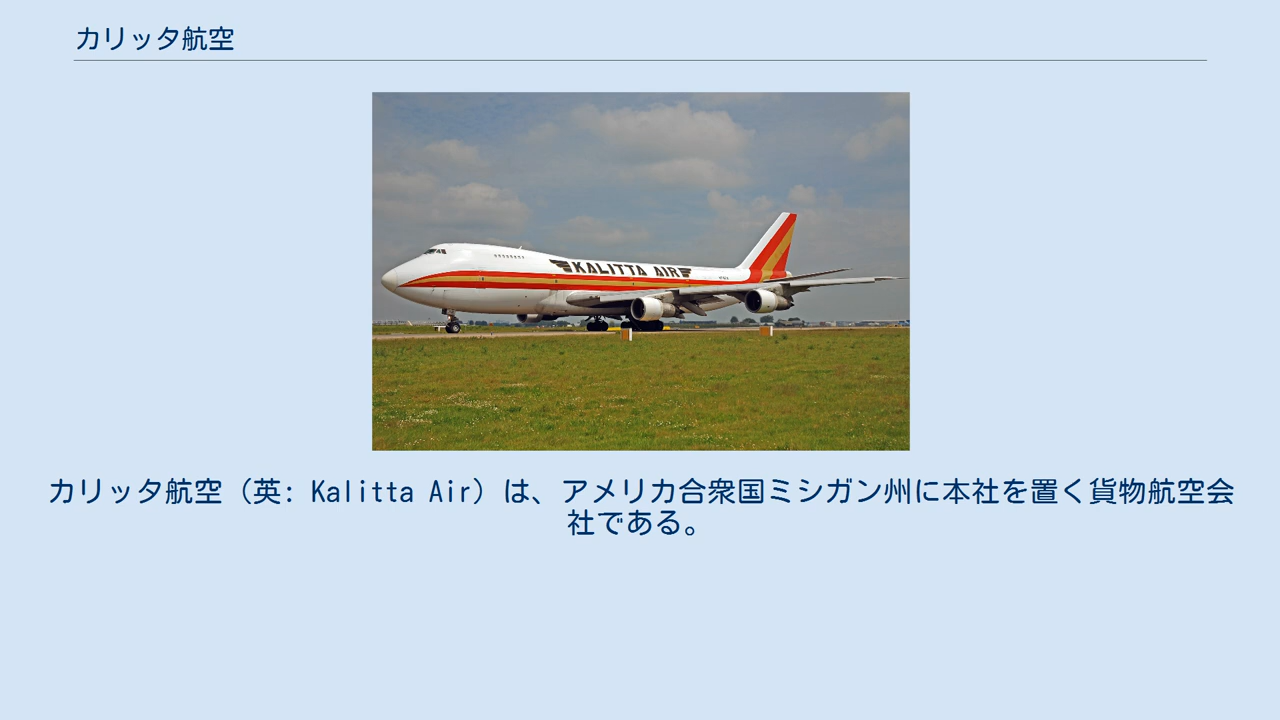 カリッタ航空
KALITTA AIR
カリッタ航空（英: Kalitta Air）は、アメリカ合衆国ミシガン州に本社を置く貨物航空会
社である。